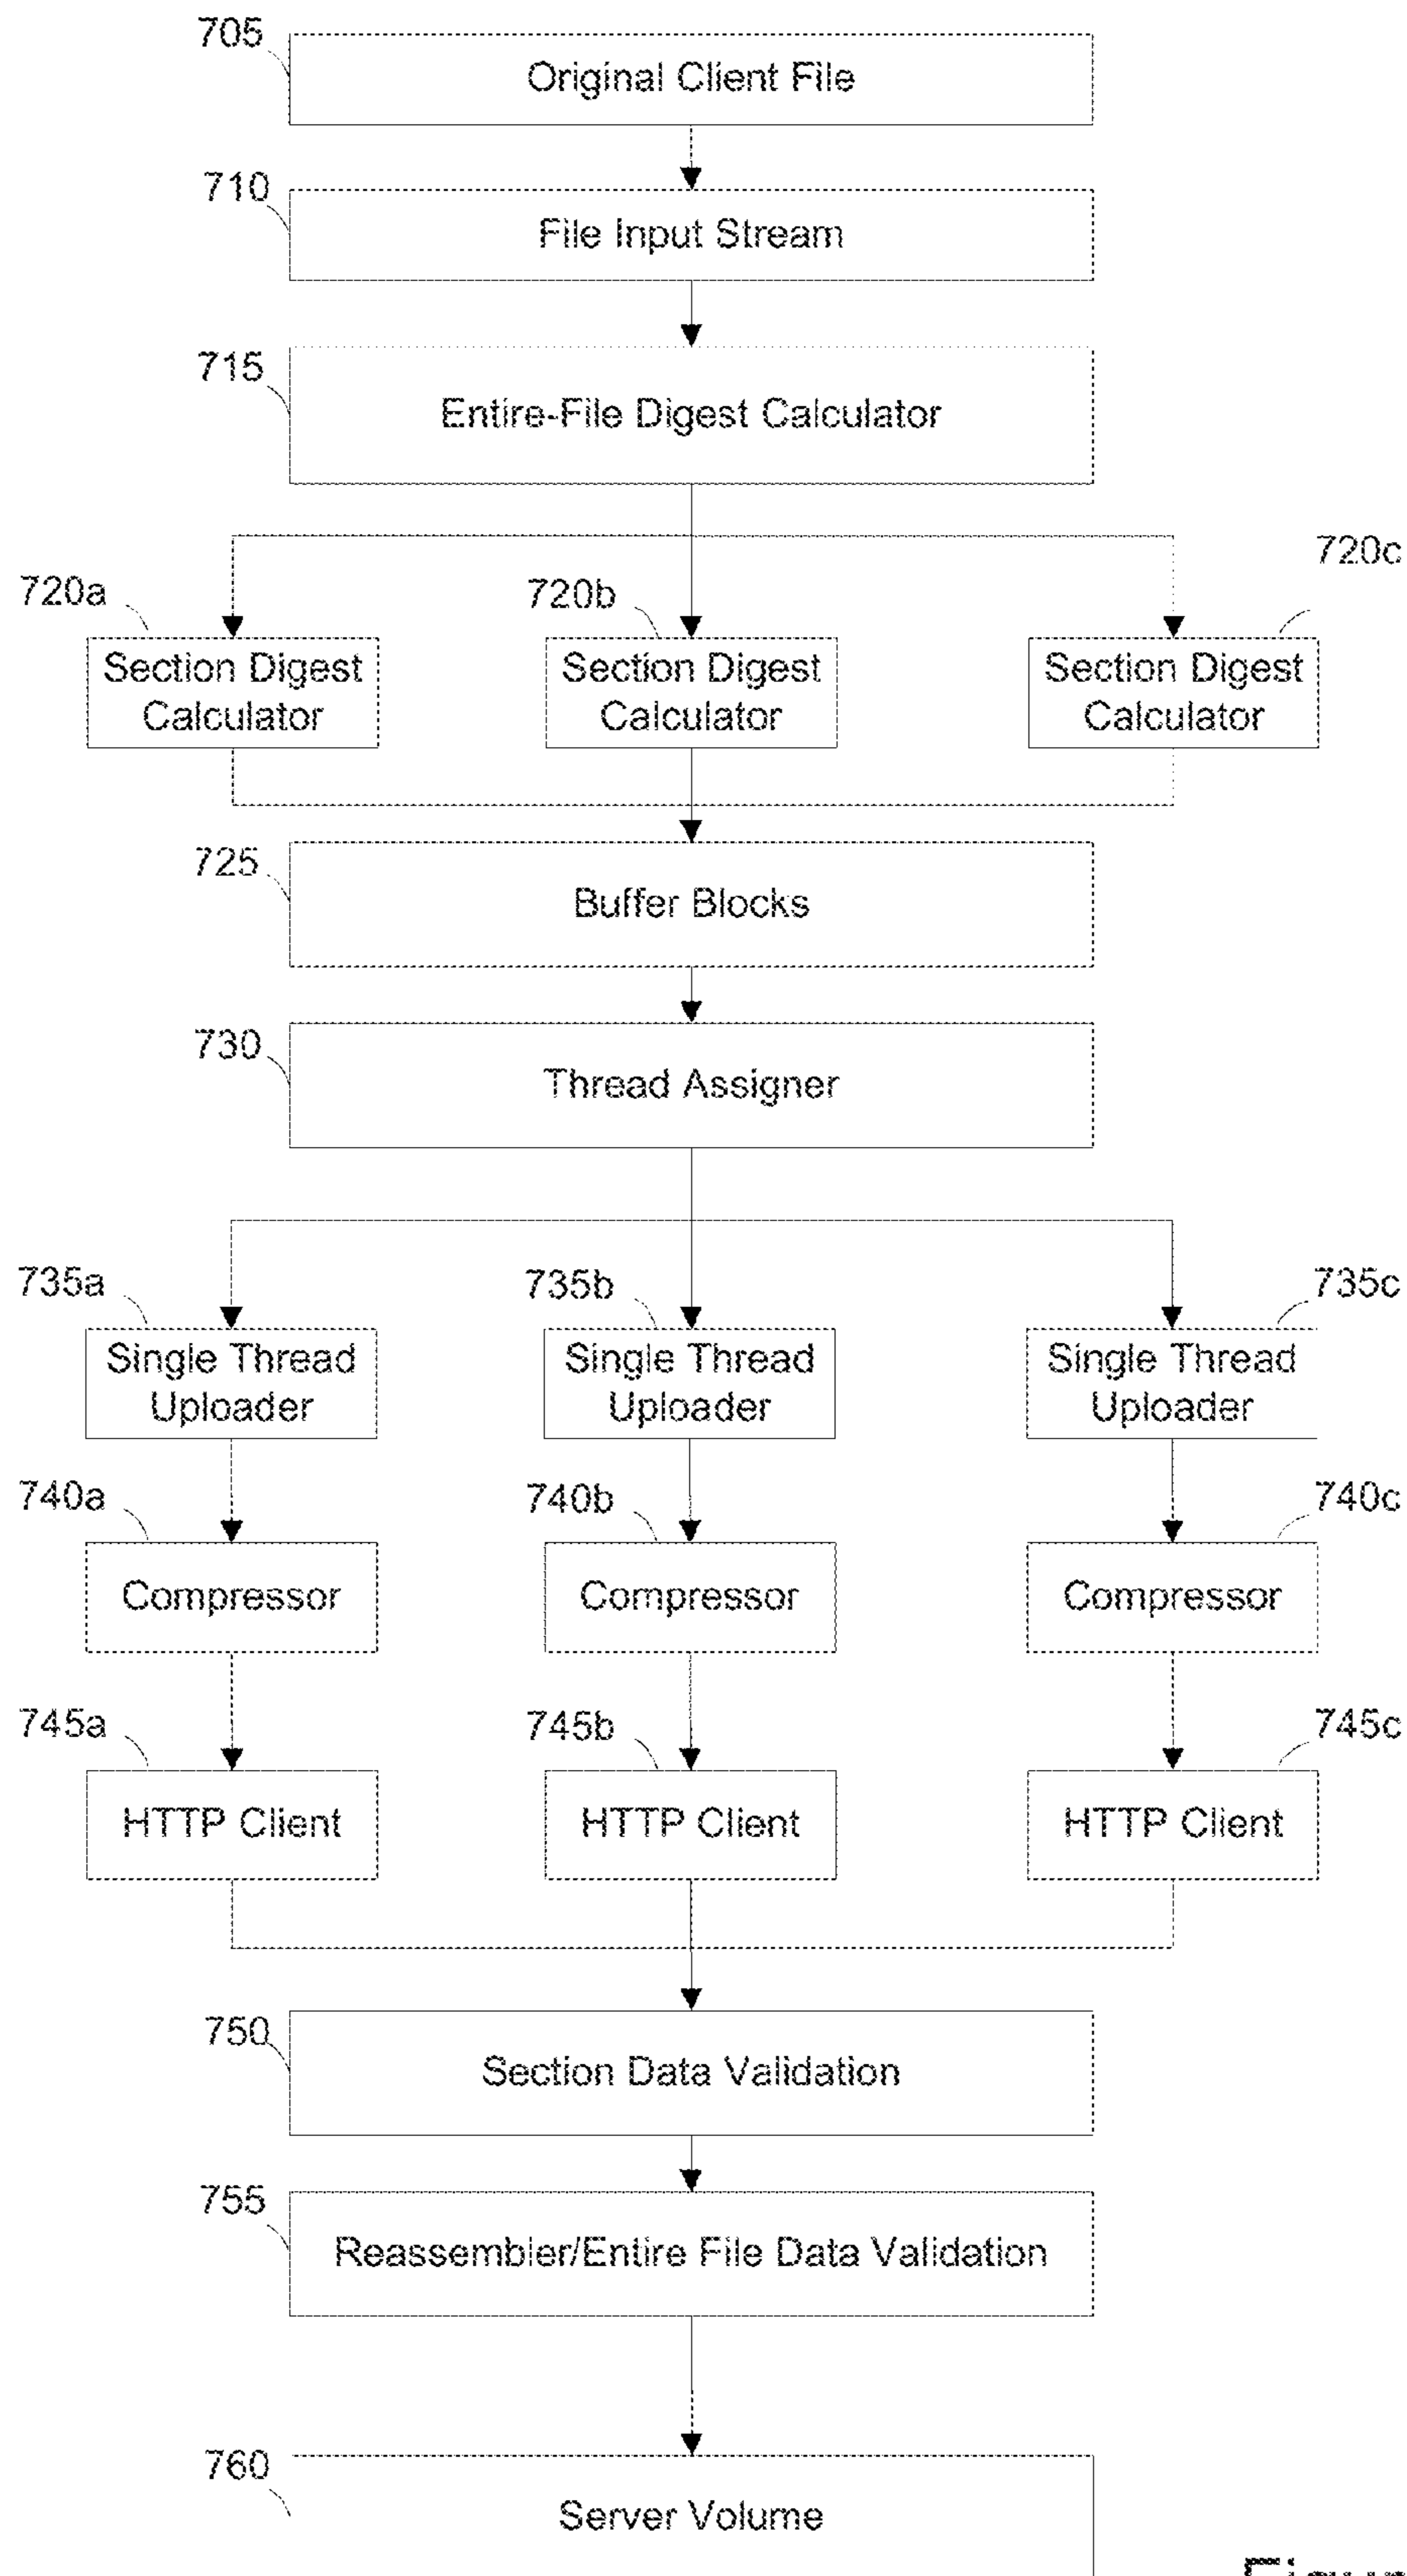 705
Original Client File
710
File Input Stream
715
Entire-File Digest Calculator
720a
720b
720c
Section Digest
Calculator
Section Digest
Calculator
Section Digest
Calculator
725
Buffer Blocks
730
Thread Assigner
735a
735b
735c
Single Thread
Uploader
Single Thread
Uploader
Single Thread
Uploader
740a
740b
740c
Compressor
Compressor
Compressor
745a
745b
745c
HTTP Client
HTTP Client
HTTP Client
750
Section Data Validation
755
Reassembler/Entire File Data Validation
760
Server Volume